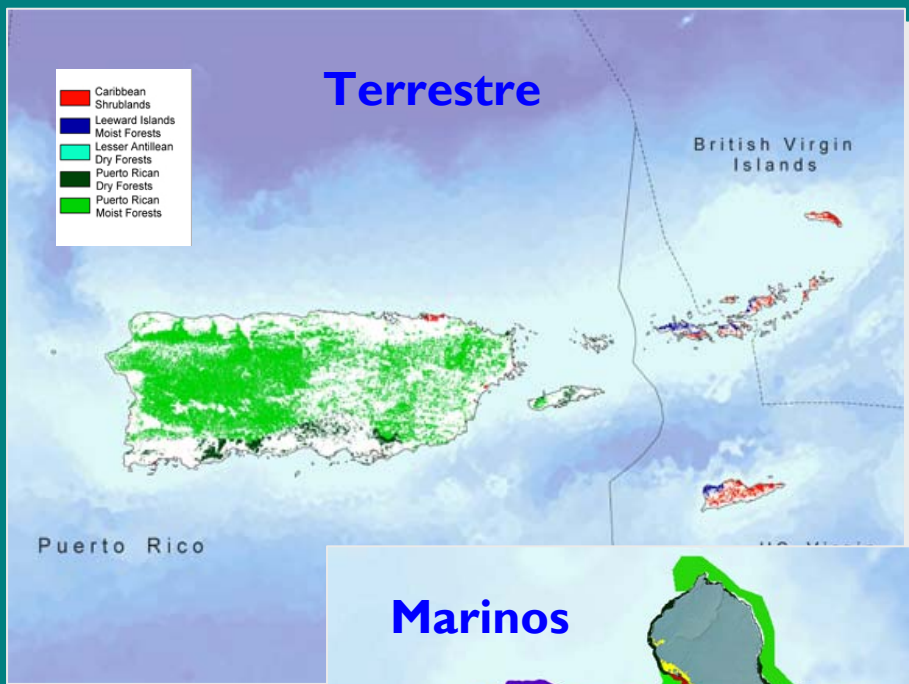 Terrestre
Caribbean
Shrublands
Leeward Islands
Moist Forests
Lesser Antillean
Dry Forests
Puerto Rican
Dry Forests
Puerto Rican
Moist Forests
British Virgin
Islands
Puerto Rico
Marinos